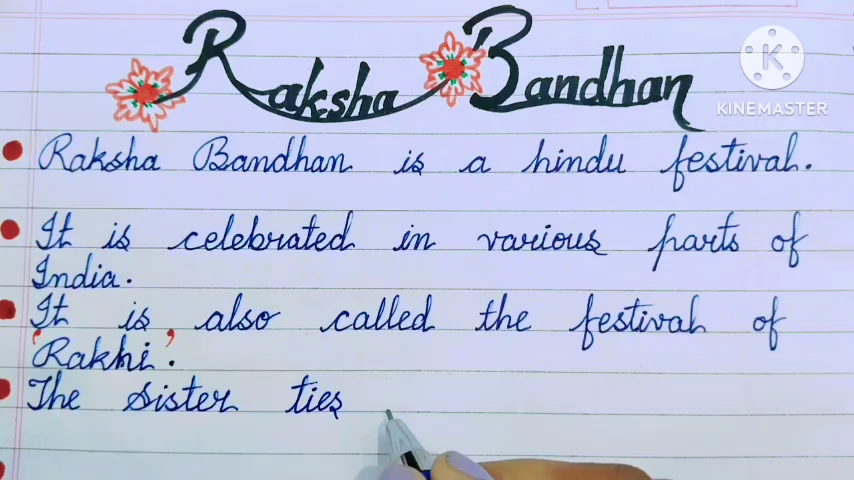 Raksha Bandhan
KINEMASTER
Raksha Bandhan is a hindu festival.
It is celebrated in various parts of
India.
It is also called the festival of
'Rakhi'.
The sister ties